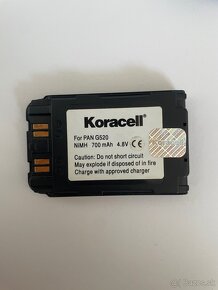 Koracell
For PAN G520
NiMH 700 mAh 4.8V
Caution: Do not short circuit
May explode if disposed of in fire
Charge with approved charger